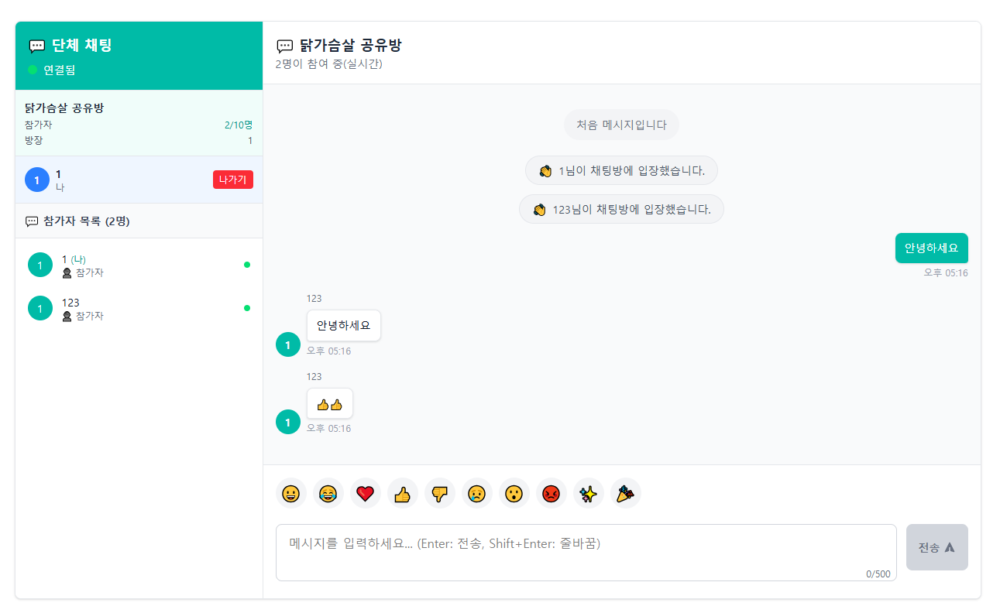 💬 단체 채팅
연결됨
닭가슴살 공유방
참가자 2/10명
방장 1
1 1 나가기
나
💬 참가자 목록 (2명)
1 1 (나)
👤 참가자
1 123
👤 참가자
💬 닭가슴살 공유방
2명이 참여 중(실시간)
처음 메시지입니다
👏 1님이 채팅방에 입장했습니다.
👏 123님이 채팅방에 입장했습니다.
안녕하세요
오후 05:16
123
안녕하세요
1 오후 05:16
123
👍👍
1 오후 05:16
😀 😂 ❤️ 👍 👎 😢 😮 😡 ✨ 🎉
메시지를 입력하세요... (Enter: 전송, Shift+Enter: 줄바꿈)
0/500
전송